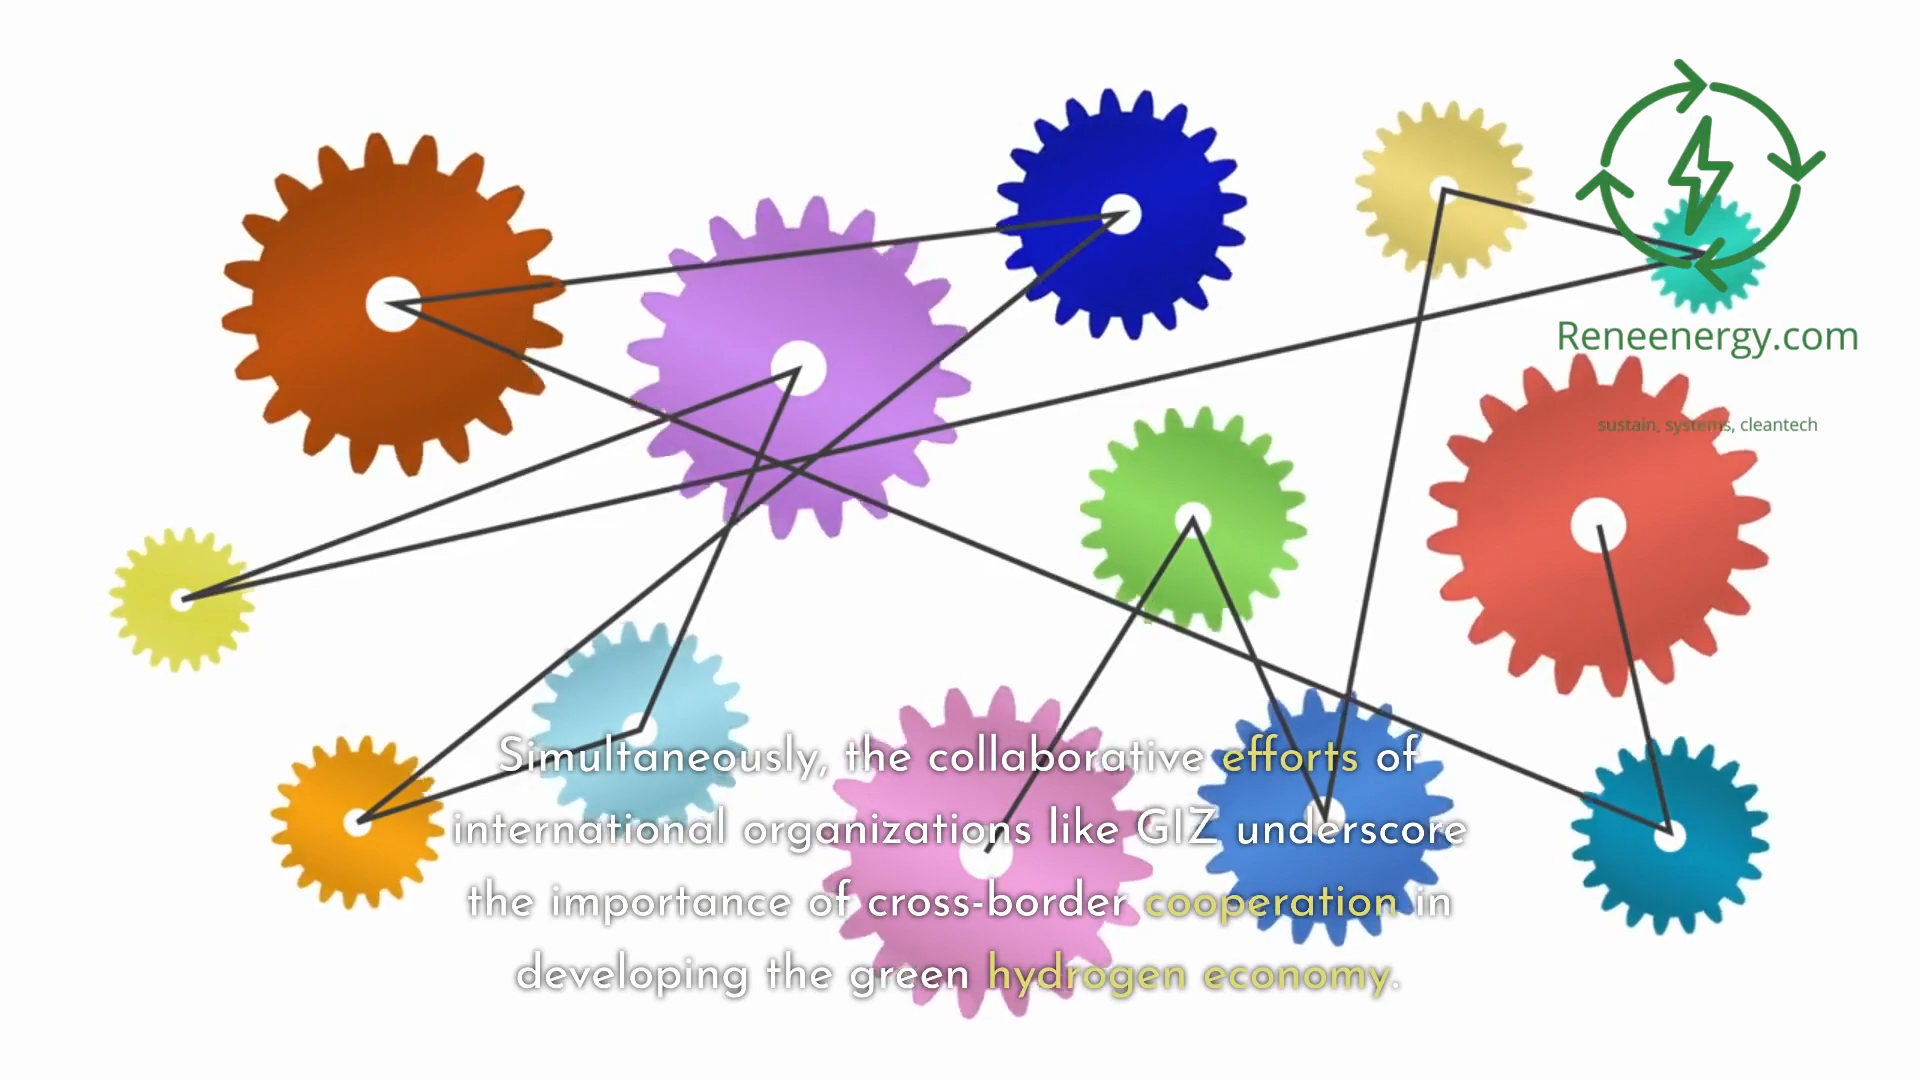 Reneenergy.com
sustain, systems, cleantech
Simultaneously, the collaborative efforts of
international organizations like GIZ underscore
the importance of cross-border cooperation in
developing the green hydrogen economy.